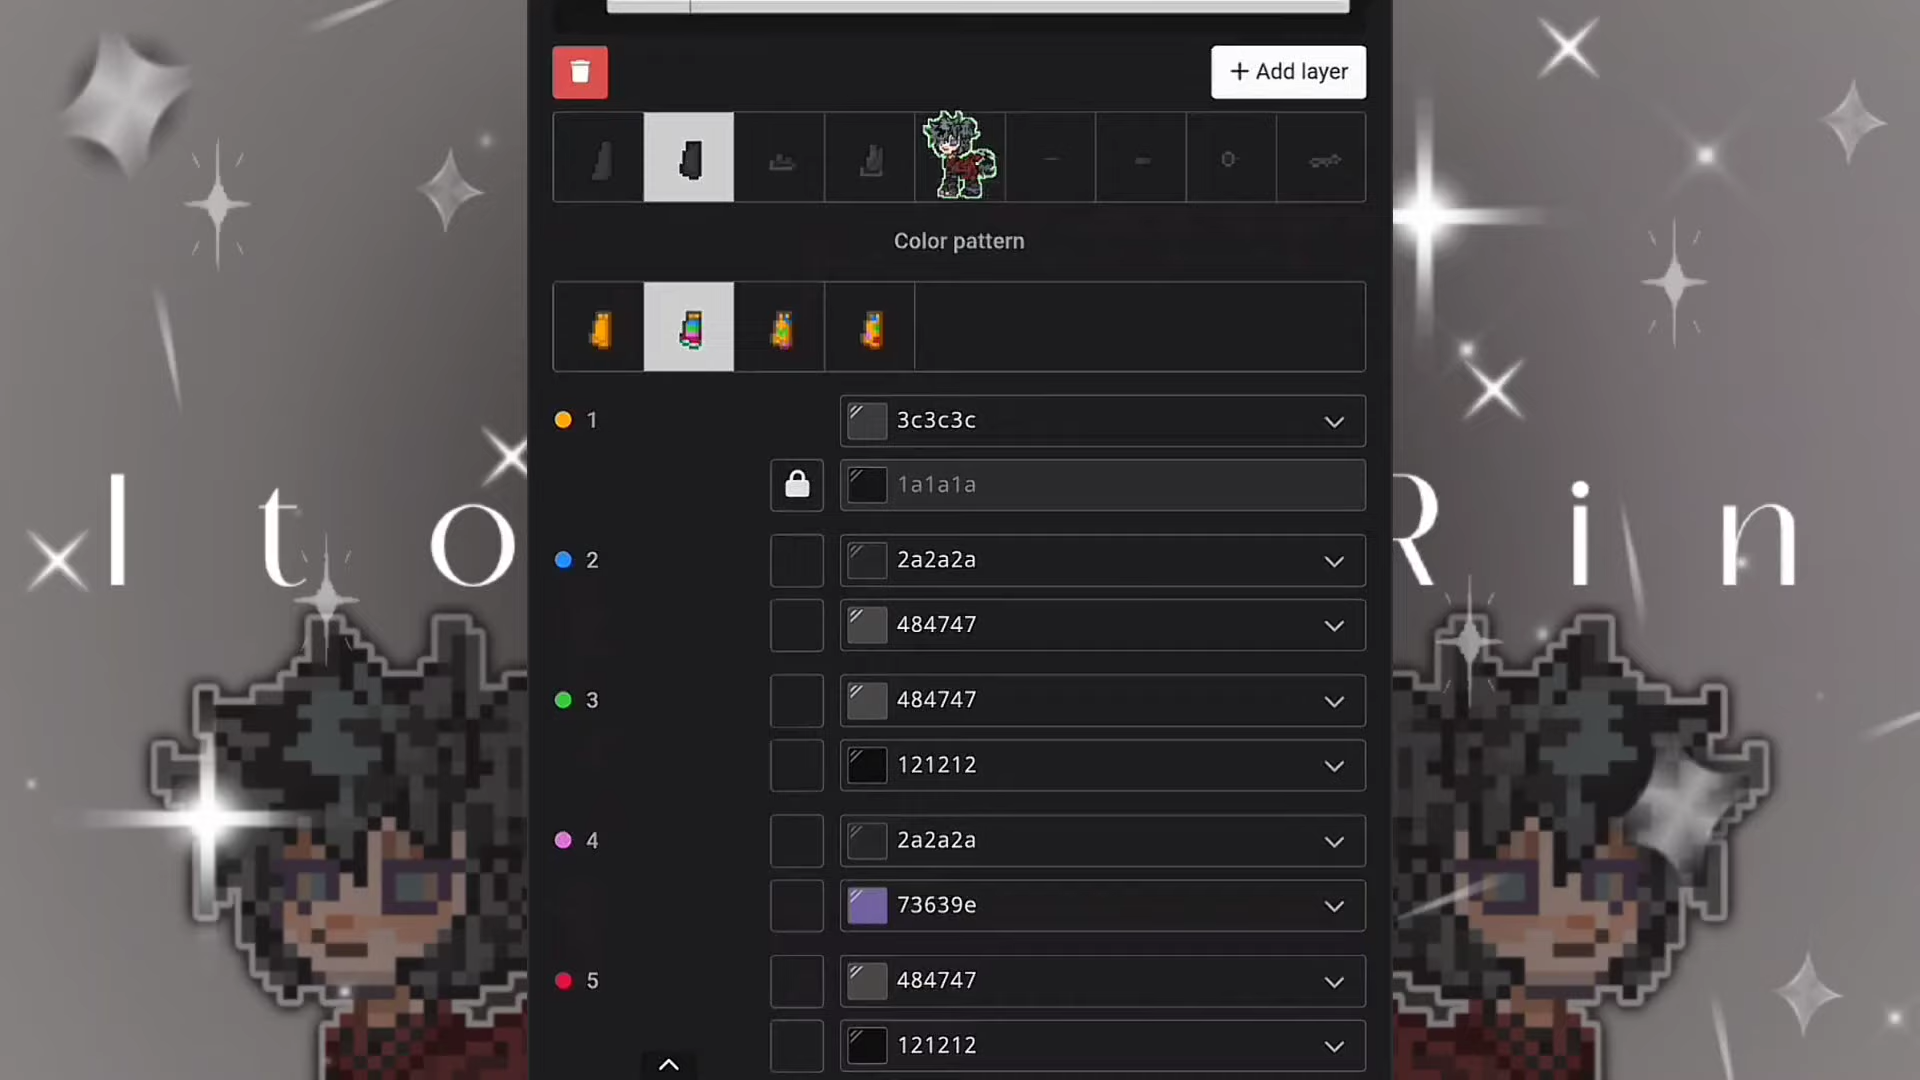 + Add layer
Color pattern
1 3c3c3c
1a1a1a
2 2a2a2a
484747
3 484747
121212
4 2a2a2a
73639e
5 484747
121212
I t o R i n